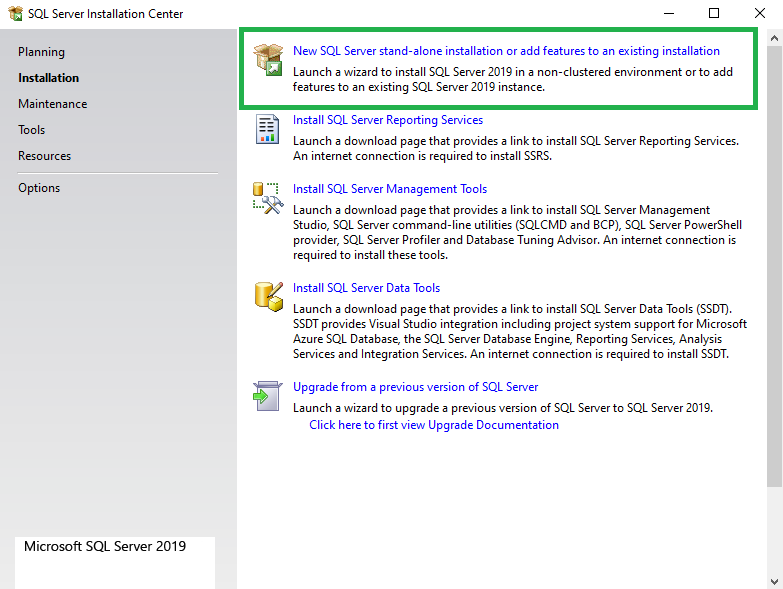 SQL Server Installation Center
Planning
Installation
Maintenance
Tools
Resources
Options
Microsoft SQL Server 2019
New SQL Server stand-alone installation or add features to an existing installation
Launch a wizard to install SQL Server 2019 in a non-clustered environment or to add
features to an existing SQL Server 2019 instance.
Install SQL Server Reporting Services
Launch a download page that provides a link to install SQL Server Reporting Services.
An internet connection is required to install SSRS.
Install SQL Server Management Tools
Launch a download page that provides a link to install SQL Server Management
Studio, SQL Server command-line utilities (SQLCMD and BCP), SQL Server PowerShell
provider, SQL Server Profiler and Database Tuning Advisor. An internet connection is
required to install these tools.
Install SQL Server Data Tools
Launch a download page that provides a link to install SQL Server Data Tools (SSDT).
SSDT provides Visual Studio integration including project system support for Microsoft
Azure SQL Database, the SQL Server Database Engine, Reporting Services, Analysis
Services and Integration Services. An internet connection is required to install SSDT.
Upgrade from a previous version of SQL Server
Launch a wizard to upgrade a previous version of SQL Server to SQL Server 2019.
Click here to first view Upgrade Documentation